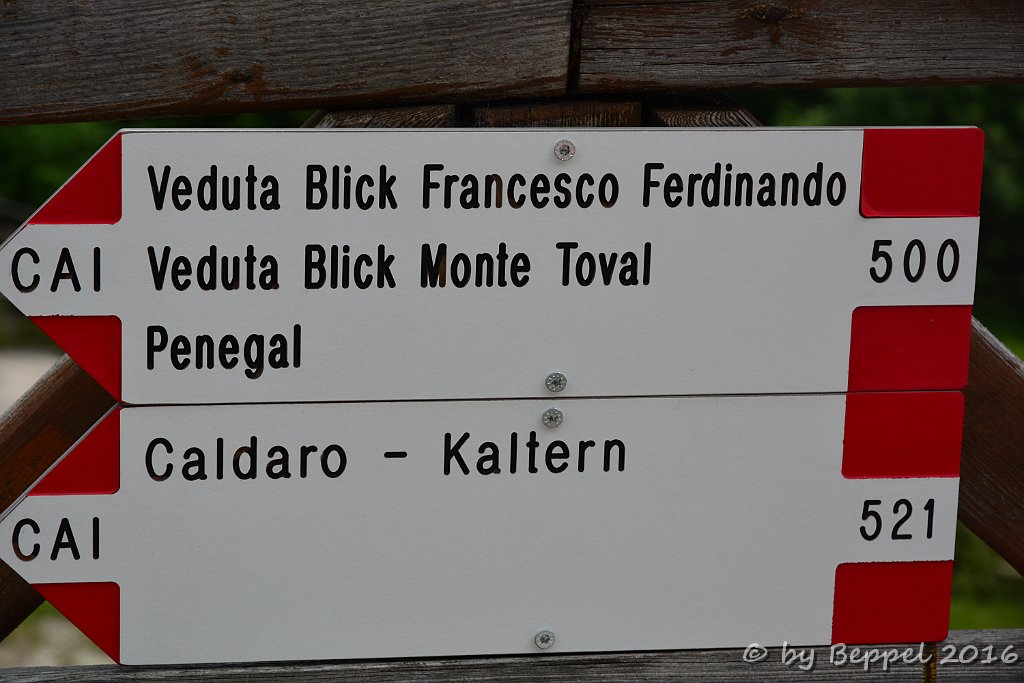 Veduta Blick Francesco Ferdinando
CAI Veduta Blick Monte Toval 500
Penegal
Caldaro - Kaltern
CAI 521
© by Beppel 2016